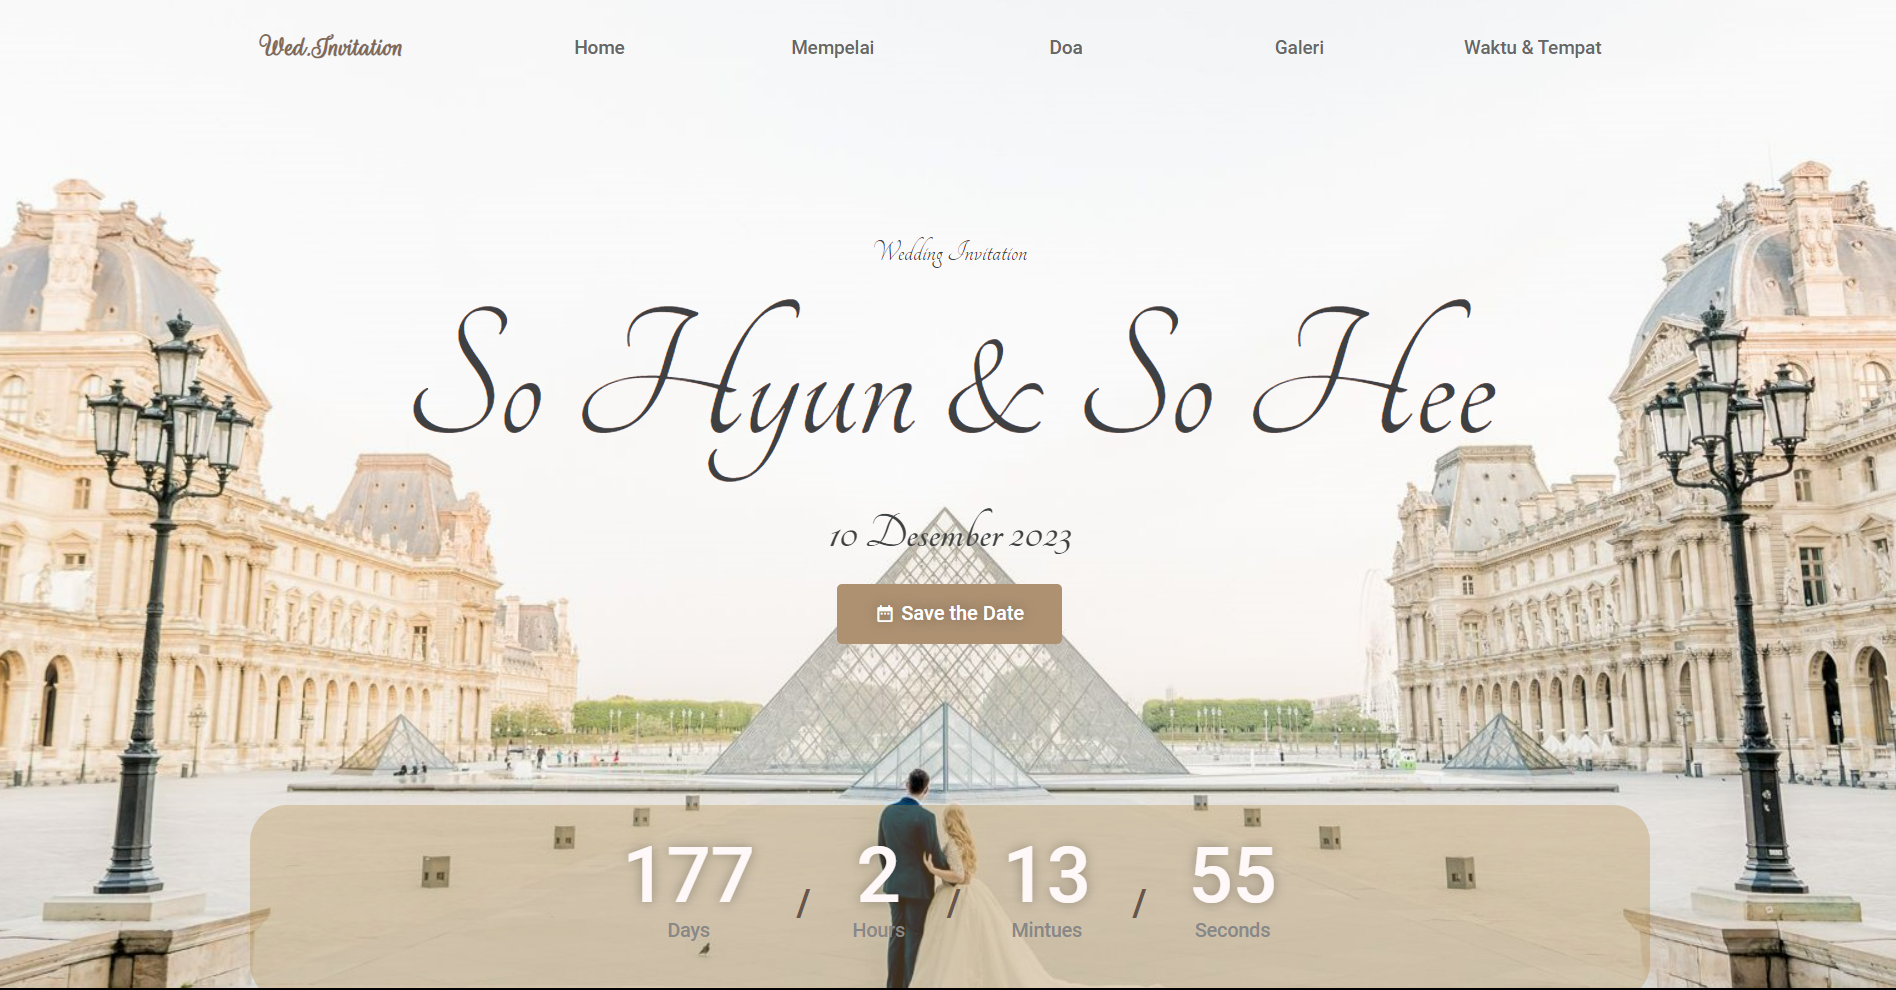 Wed.Invitation Home Mempelai Doa Galeri Waktu & Tempat
Wedding Invitation
So Hyun & So Hee
10 Desember 2023
Save the Date
177 / 2 / 13 / 55
Days Hours Mintues Seconds